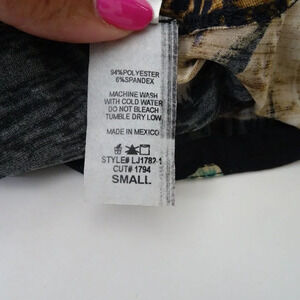 94%POLYESTER
6%SPANDEX
MACHINE WASH
WITH COLD WATER
DO NOT BLEACH
TUMBLE DRY LOW
MADE IN MEXICO
STYLE# LJ1782-1
CUT# 1794
SMALL